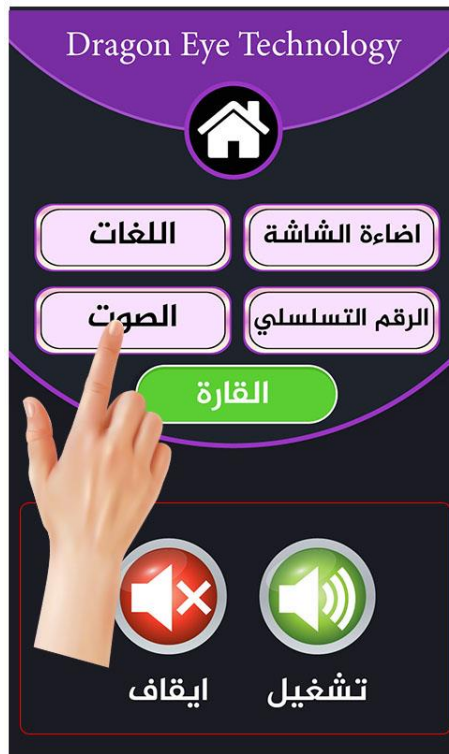 Dragon Eye Technology
اضاءة الشاشة
اللغات
الرقم التسلسلي
الصوت
القارة
تشغيل
ايقاف